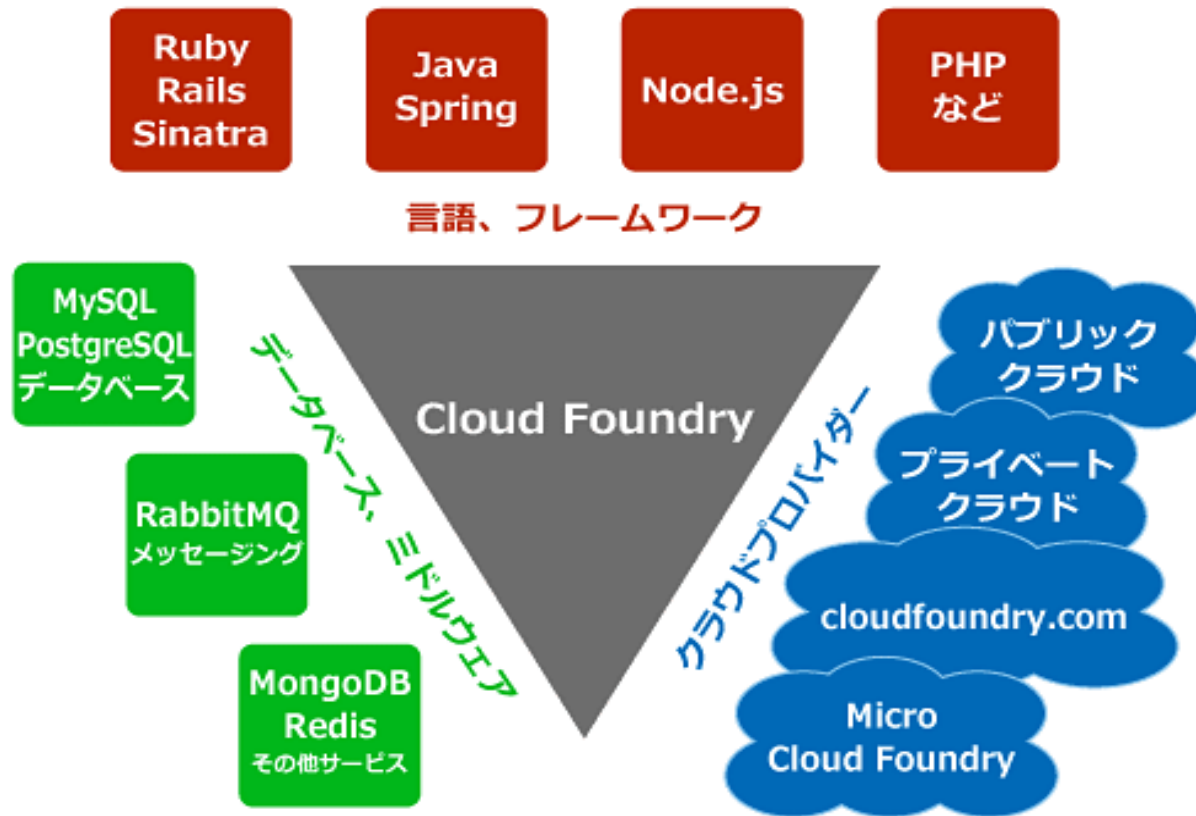 Ruby
Rails
Sinatra
Java
Spring
Node.js
PHP
など
言語、フレームワーク
MySQL
PostgreSQL
データベース
RabbitMQ
メッセージング
MongoDB
Redis
その他サービス
データベース、ミドルウェア
Cloud Foundry
クラウドプロバイダー
パブリック
クラウド
プライベート
クラウド
cloudfoundry.com
Micro
Cloud Foundry